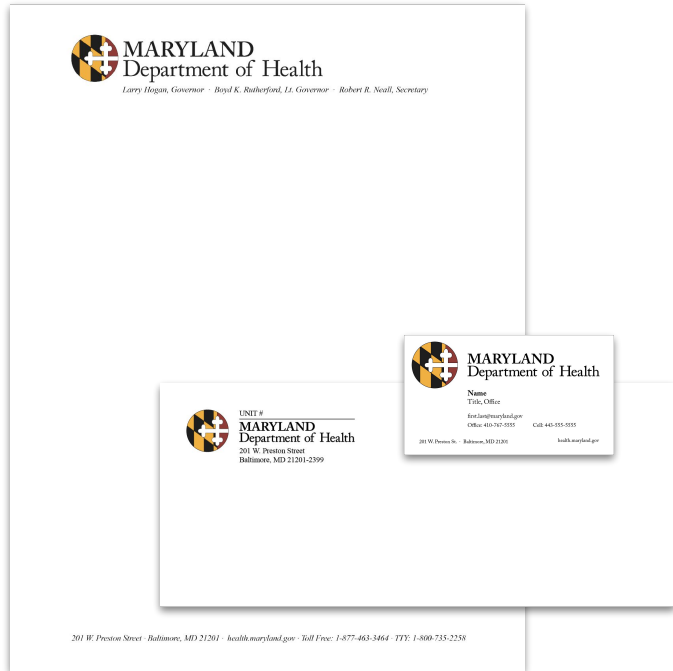 MARYLAND
Department of Health
Larry Hogan, Governor · Boyd K. Rutherford, Lt. Governor · Robert R. Neall, Secretary
MARYLAND
Department of Health
Name
Title, Office
first.last@maryland.gov
Office: 410-767-5555 Cell: 443-555-5555
201 W. Preston St. · Baltimore, MD 21201 health.maryland.gov
UNIT #
MARYLAND
Department of Health
201 W. Preston Street
Baltimore, MD 21201-2399
201 W. Preston Street · Baltimore, MD 21201 · health.maryland.gov · Toll Free: 1-877-463-3464 · TTY: 1-800-735-2258